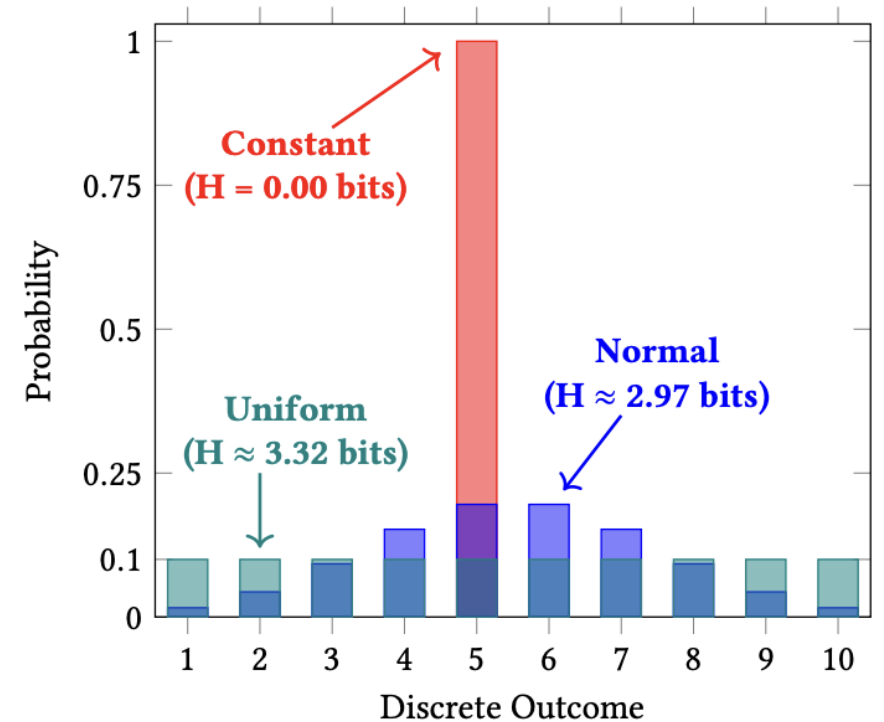 1
Constant
(H = 0.00 bits)
0.75
Probability
0.5
Normal
(H ≈ 2.97 bits)
Uniform
(H ≈ 3.32 bits)
0.25
0.1
0
1 2 3 4 5 6 7 8 9 10
Discrete Outcome